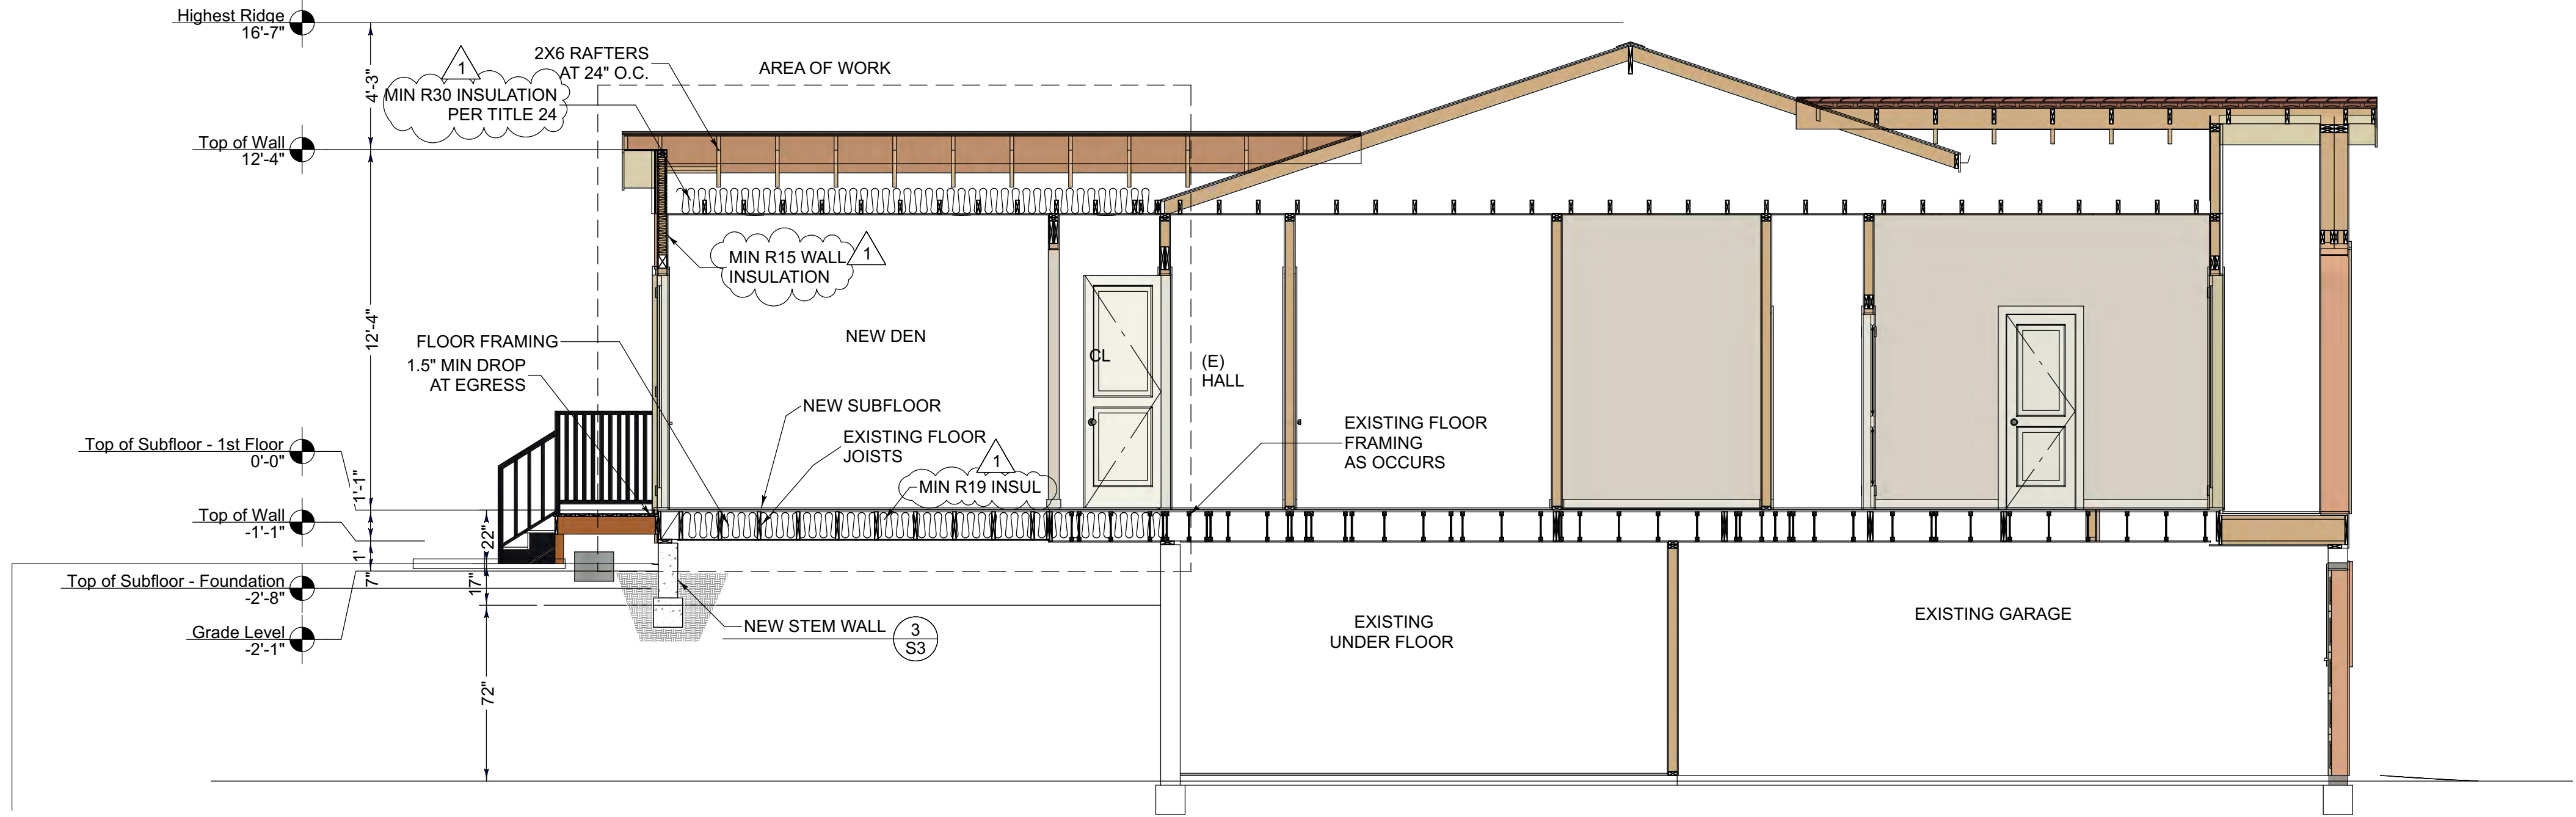 Highest Ridge
16'-7"
4'-3"
1
MIN R30 INSULATION
PER TITLE 24
2X6 RAFTERS
AT 24" O.C.
AREA OF WORK
Top of Wall
12'-4"
12'-4"
MIN R15 WALL
INSULATION
1
NEW DEN
CL
(E)
HALL
FLOOR FRAMING
1.5" MIN DROP
AT EGRESS
NEW SUBFLOOR
EXISTING FLOOR
JOISTS
1
MIN R19 INSUL
EXISTING FLOOR
FRAMING
AS OCCURS
Top of Subfloor - 1st Floor
0'-0"
1'-1"
Top of Wall
-1'-1"
22"
1'
7"
17"
Top of Subfloor - Foundation
-2'-8"
Grade Level
-2'-1"
NEW STEM WALL
3
S3
72"
EXISTING
UNDER FLOOR
EXISTING GARAGE